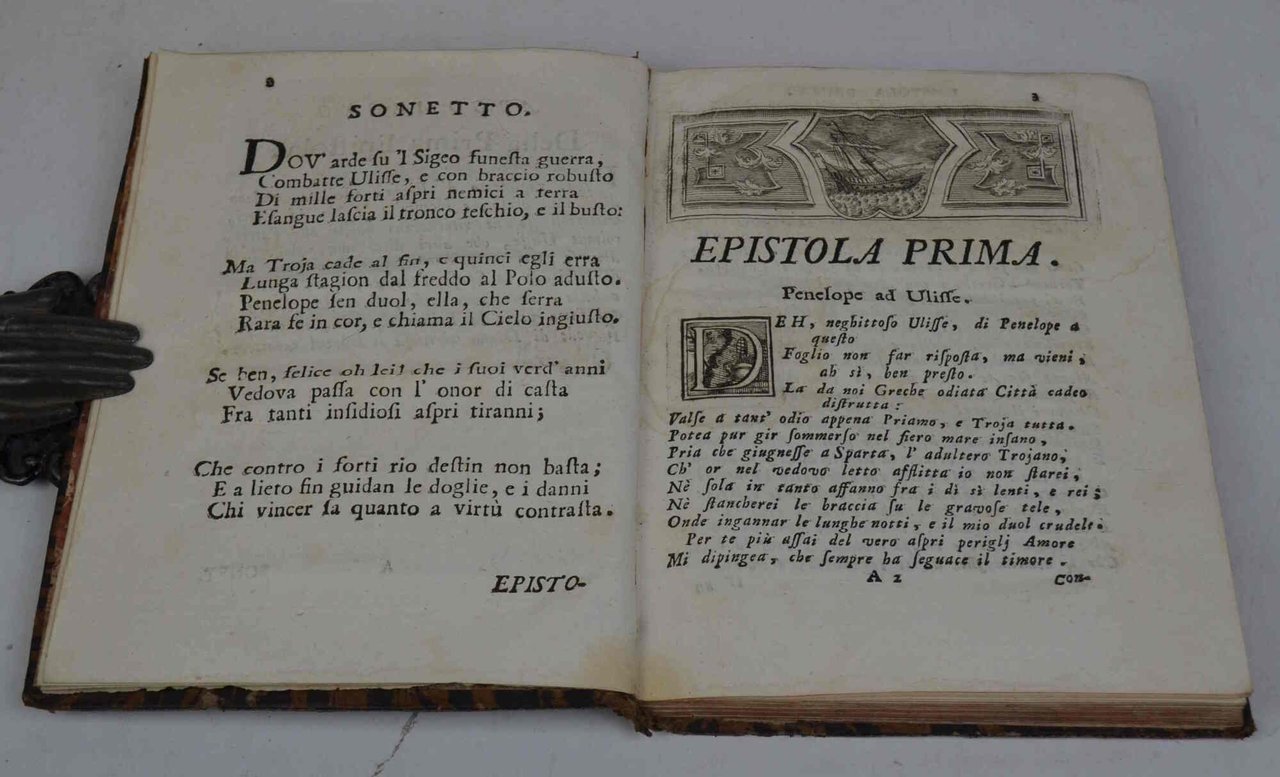 2
SONETTO.
DOV' arde ſu 'l Sigeo funeſta guerra,
Combatte Uliſſe, e con braccio robuſto
Di mille forti aſpri nemici a terra
Eſangue laſcia il tronco teſchio, e il buſto:
Ma Troja cade al fin, e quinci egli erra
Lunga ſtagion dal freddo al Polo aduſto.
Penelope ſen duol, ella, che ſerra
Rara fe in cor, e chiama il Cielo ingiuſto.
Se ben, felice oh lei! che i ſuoi verd' anni
Vedova paſſa con l' onor di caſta
Fra tanti inſidioſi aſpri tiranni;
Che contro i forti rio deſtin non baſta;
E a lieto fin guidan le doglie, e i danni
Chi vincer ſa quanto a virtù contraſta.
EPISTO-
3
EPISTOLA PRIMA.
Penelope ad Uliſſe.
DEH, neghittoſo Uliſſe, di Penelope a
queſto
Foglio non far riſpoſta, ma vieni,
ah sì, ben preſto.
La da noi Greche odiata Città cadeo
diſtrutta:
Valſe a tant' odio appena Priamo, e Troja tutta.
Potea pur gir ſommerſo nel fiero mare inſano,
Pria che giugneſſe a Sparta, l' adultero Trojano;
Ch' or nel vedovo letto afflitta io non ſtarei,
Nè ſola in tanto affanno fra i dì sì lenti, e rei;
Nè ſtancherei le braccia ſu le gravoſe tele,
Onde ingannar le lunghe notti, e il mio duol crudele.
Per te più aſſai del vero aſpri periglj Amore
Mi dipingea, che ſempre ha ſeguace il timore.
A 2
Con-